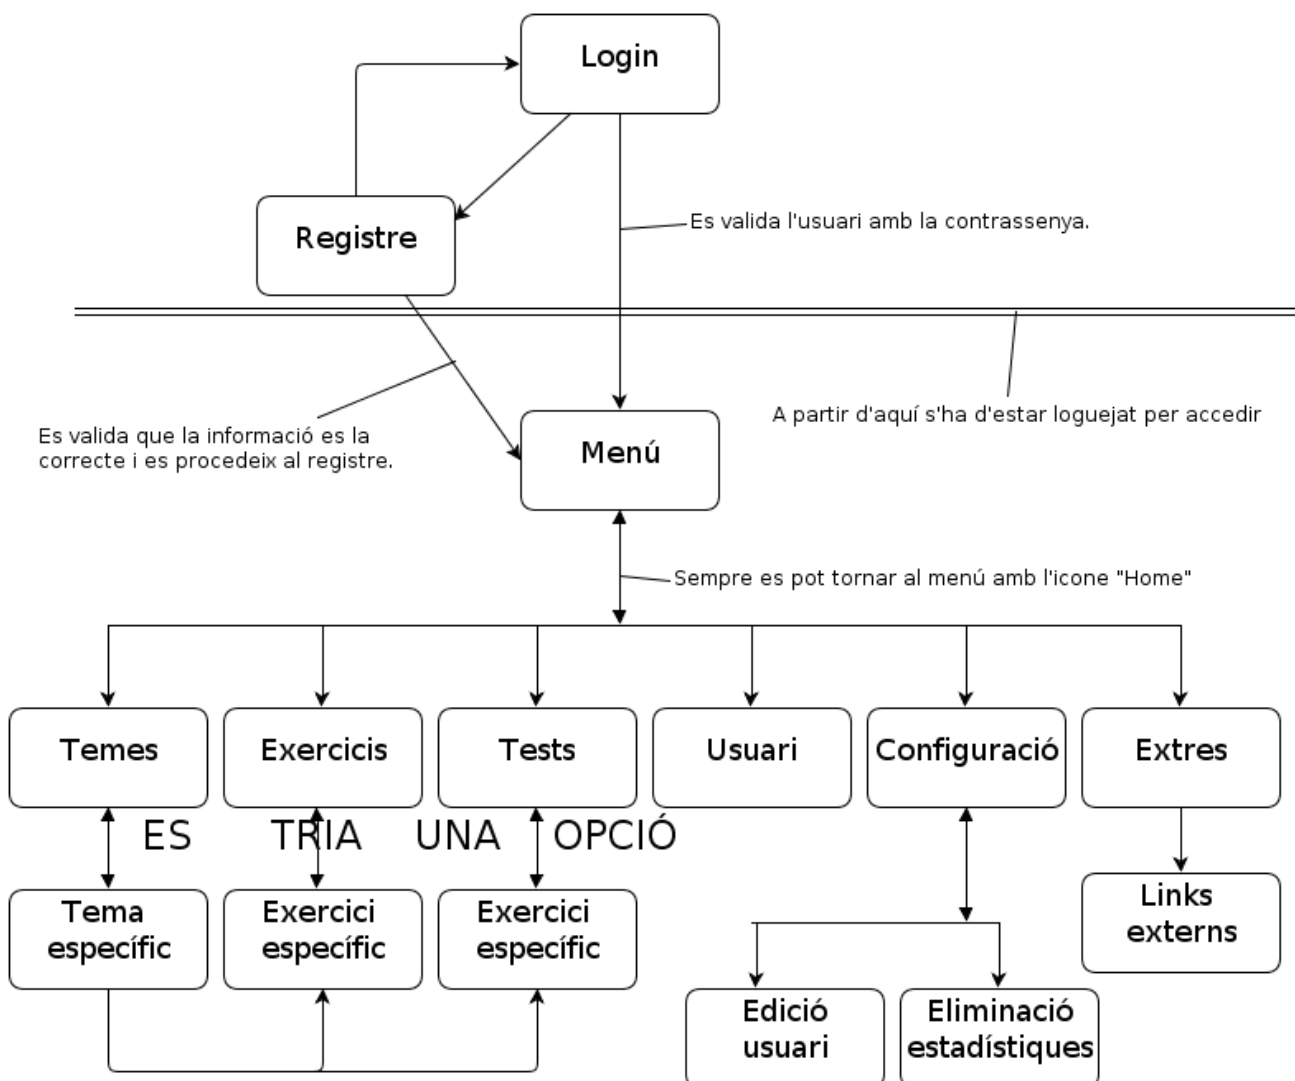 Login
Registre
Es valida l'usuari amb la contrassenya.
A partir d'aquí s'ha d'estar loguejat per accedir
Es valida que la informació es la
correcte i es procedeix al registre.
Menú
Sempre es pot tornar al menú amb l'icone "Home"
Temes
Exercicis
Tests
Usuari
Configuració
Extres
ES TRIA UNA OPCIÓ
Tema
específic
Exercici
específic
Exercici
específic
Links
externs
Edició
usuari
Eliminació
estadístiques